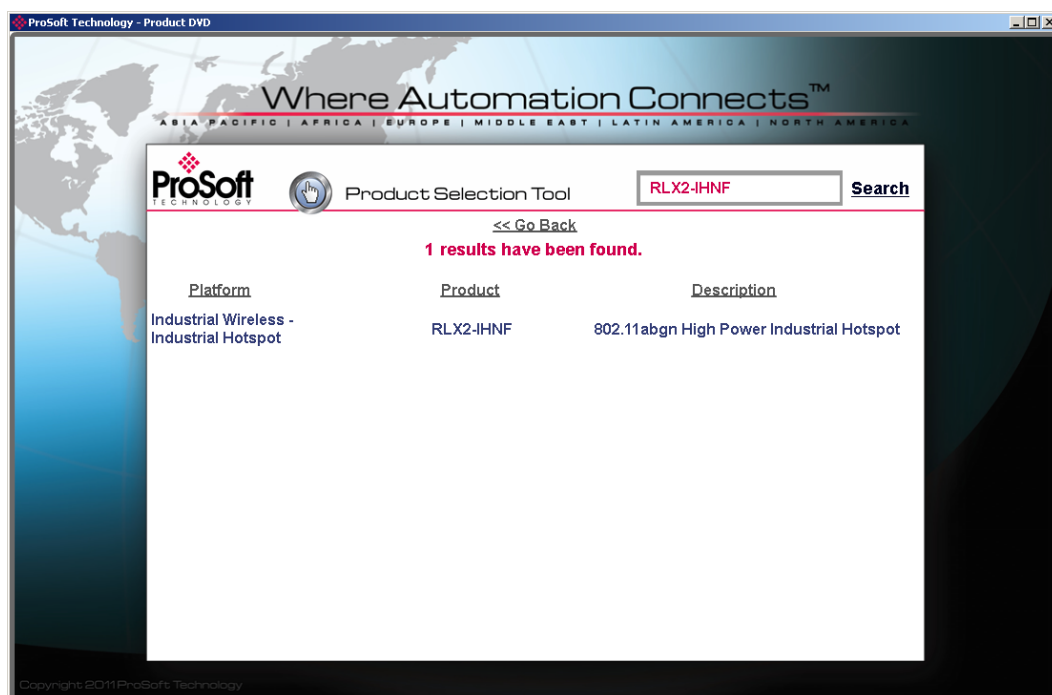 ProSoft Technology - Product DVD
Where Automation Connects™
ASIA PACIFIC | AFRICA | EUROPE | MIDDLE EAST | LATIN AMERICA | NORTH AMERICA
ProSoft
TECHNOLOGY
Product Selection Tool
RLX2-IHNF
Search
<< Go Back
1 results have been found.
Platform Product Description
Industrial Wireless -
Industrial Hotspot
RLX2-IHNF
802.11abgn High Power Industrial Hotspot
Copyright 2011 ProSoft Technology